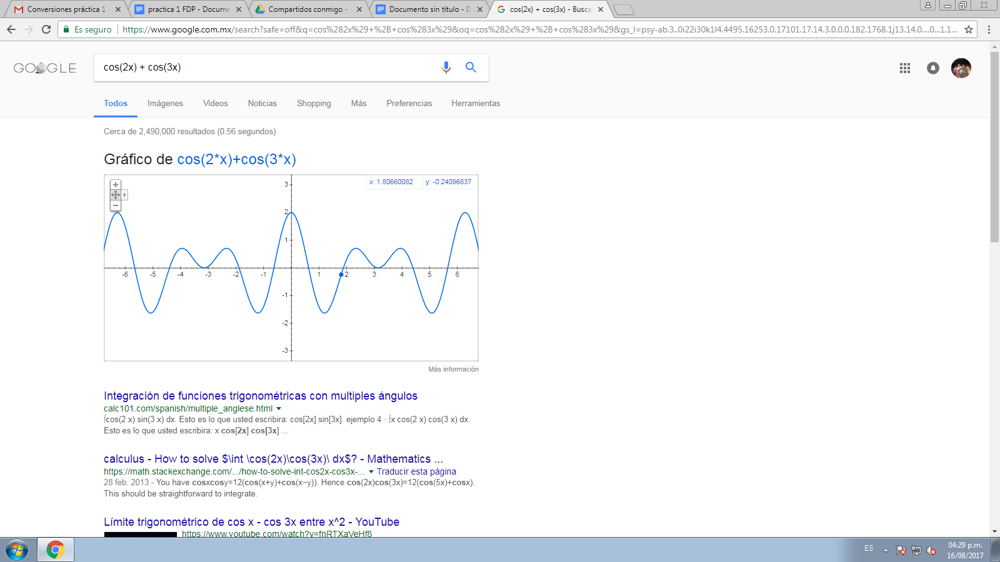 Conversiones práctica 1 -
practica 1 FDP - Docume
Compartidos conmigo -
Documento sin título - D
cos(2x) + cos(3x) - Busca
Es seguro
https://www.google.com.mx/search?safe=off&q=cos%282x%29+%2B+cos%283x%29&oq=cos%282x%29+%2B+cos%283x%29&gs_l=psy-ab.3..0i22i30k1l4.4495.16253.0.17101.17.14.3.0.0.0.182.1768.1j13.14.0....0...1.1...
GOOGLE
cos(2x) + cos(3x)
Todos Imágenes Videos Noticias Shopping Más Preferencias Herramientas
Cerca de 2,490,000 resultados (0.56 segundos)
Gráfico de cos(2*x)+cos(3*x)
x: 1.80660082 y: -0.24096837
3
2
1
-6 -5 -4 -3 -2 -1 1 2 3 4 5 6
-1
-2
-3
Más información
Integración de funciones trigonométricas con multiples ángulos
calc101.com/spanish/multiple_anglese.html
∫cos(2 x) sin(3 x) dx. Esto es lo que usted escribira: cos[2x] sin[3x]. ejemplo 4 · ∫x cos(2 x) cos(3 x) dx.
Esto es lo que usted escribira: x cos[2x] cos[3x] ...
calculus - How to solve $\int \cos(2x)\cos(3x)\ dx$? - Mathematics ...
https://math.stackexchange.com/.../how-to-solve-int-cos2x-cos3x-... Traducir esta página
28 feb. 2013 - You have cosxcosy=12(cos(x+y)+cos(x−y)). Hence cos(2x)cos(3x)=12(cos(5x)+cosx).
This should be straightforward to integrate.
Límite trigonométrico de cos x - cos 3x entre x^2 - YouTube
https://www.youtube.com/watch?v=fnRTXaVeHf8
ES
04:29 p.m.
16/08/2017